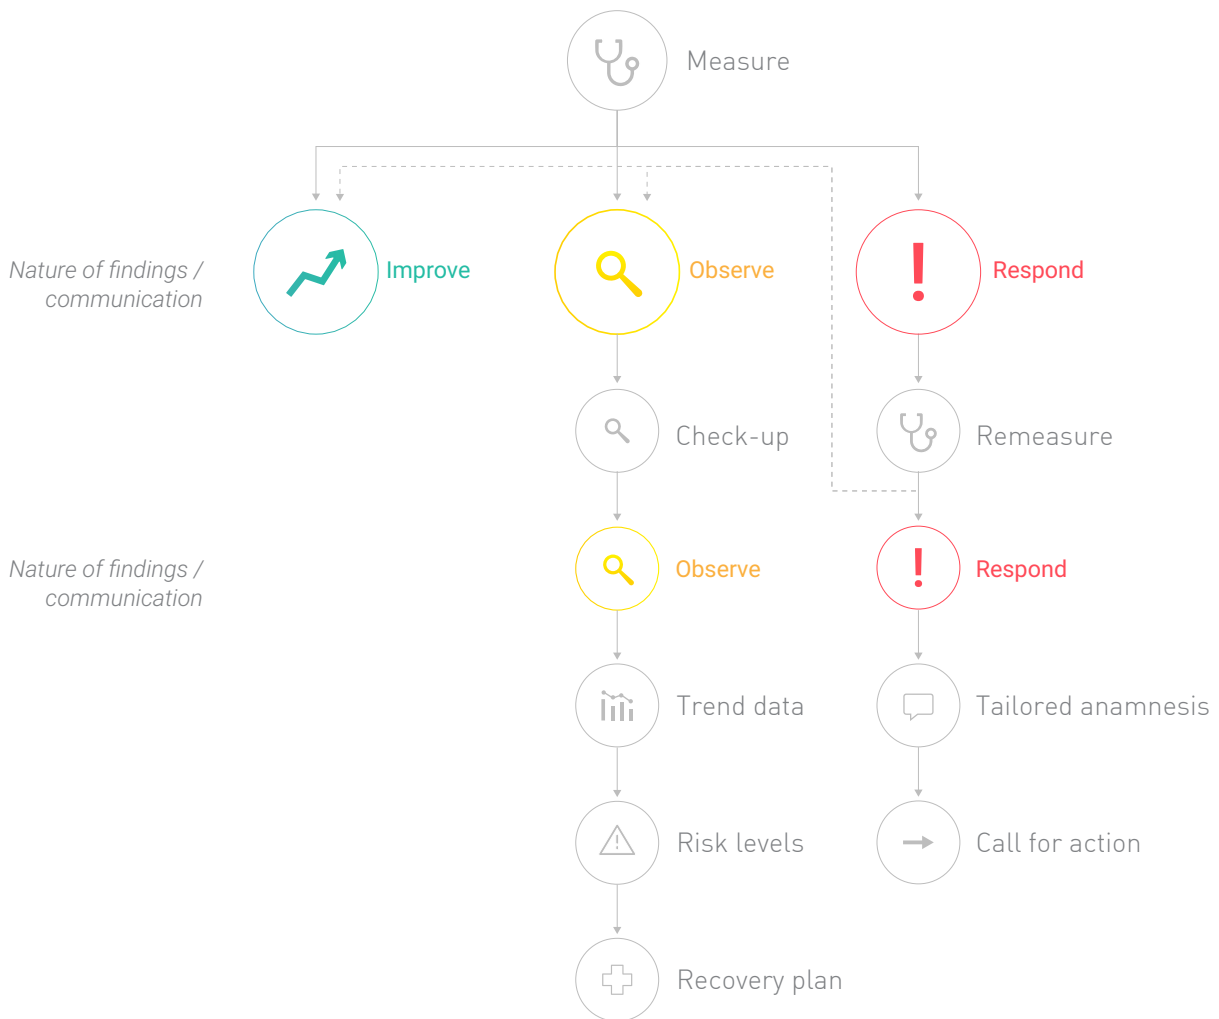 Measure
Nature of findings /
communication
Improve
Observe
Respond
Check-up
Remeasure
Nature of findings /
communication
Observe
Respond
Trend data
Tailored anamnesis
Risk levels
Call for action
Recovery plan